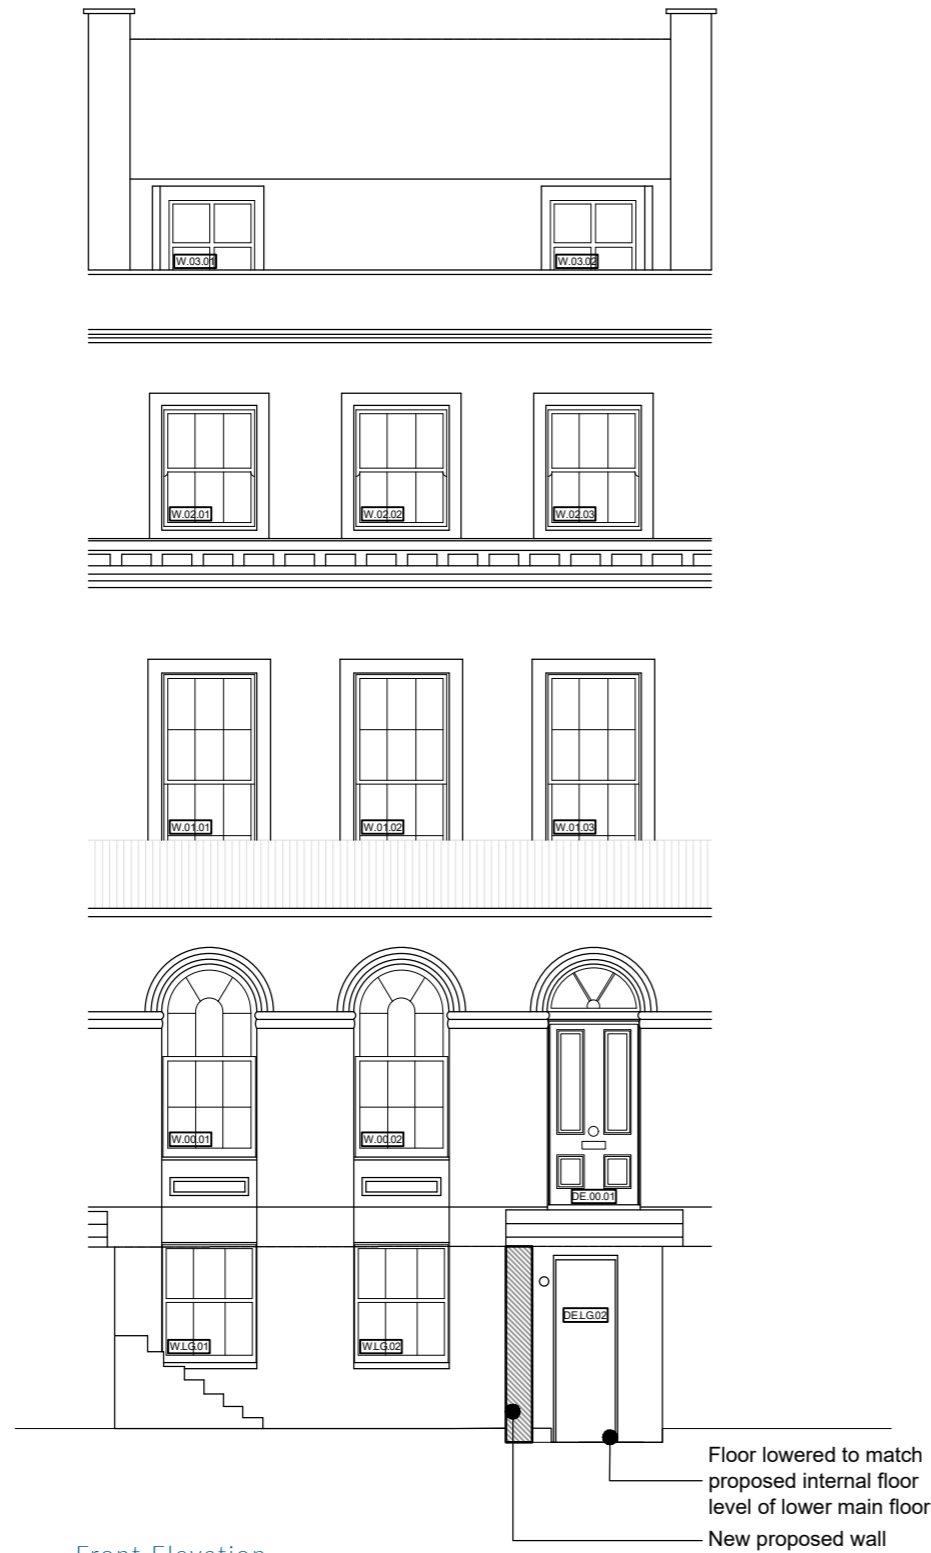 W.03.01
W.03.02
W.02.01
W.02.02
W.02.03
W.01.01
W.01.02
W.01.03
W.00.01
W.00.02
DE.00.01
DE.LG.02
W.LG.01
W.LG.02
Floor lowered to match
proposed internal floor
level of lower main floor
New proposed wall
Front Elevation